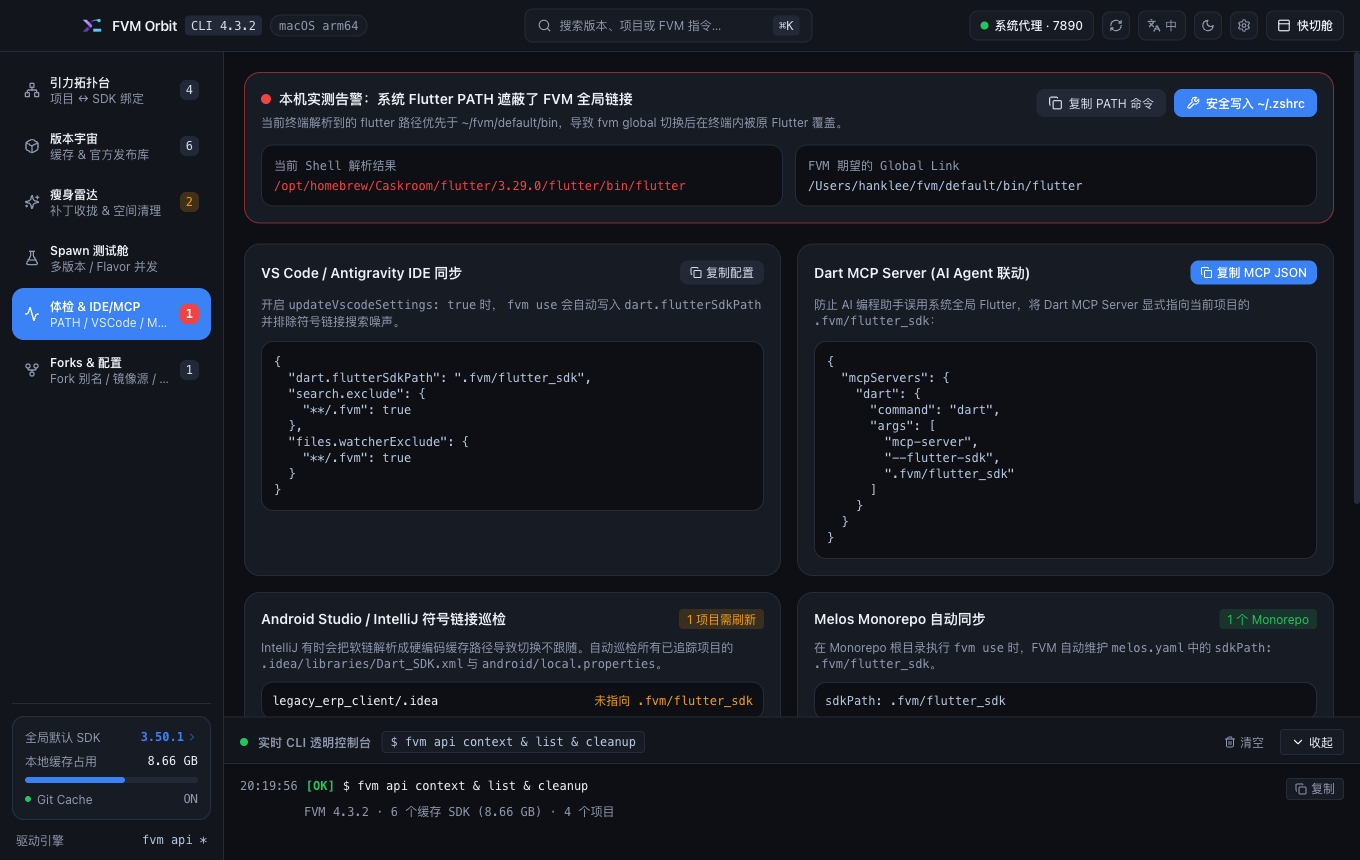 FVM Orbit CLI 4.3.2 macOS arm64
搜索版本、项目或 FVM 指令... ⌘K
系统代理 · 7890 中 快切舱
引力拓扑台
项目 ↔ SDK 绑定
4
版本宇宙
缓存 & 官方发布库
6
瘦身雷达
补丁收拢 & 空间清理
2
Spawn 测试舱
多版本 / Flavor 并发
体检 & IDE/MCP
PATH / VSCode / M...
1
Forks & 配置
Fork 别名 / 镜像源 / ...
1
全局默认 SDK 3.50.1
本地缓存占用 8.66 GB
Git Cache ON
驱动引擎 fvm api *
本机实测告警：系统 Flutter PATH 遮蔽了 FVM 全局链接
当前终端解析到的 flutter 路径优先于 ~/fvm/default/bin，导致 fvm global 切换后在终端内被原 Flutter 覆盖。
复制 PATH 命令
安全写入 ~/.zshrc
当前 Shell 解析结果
/opt/homebrew/Caskroom/flutter/3.29.0/flutter/bin/flutter
FVM 期望的 Global Link
/Users/hanklee/fvm/default/bin/flutter
VS Code / Antigravity IDE 同步
复制配置
开启 updateVscodeSettings: true 时， fvm use 会自动写入 dart.flutterSdkPath
并排除符号链接搜索噪声。
{
  "dart.flutterSdkPath": ".fvm/flutter_sdk",
  "search.exclude": {
    "**/.fvm": true
  },
  "files.watcherExclude": {
    "**/.fvm": true
  }
}
Dart MCP Server (AI Agent 联动)
复制 MCP JSON
防止 AI 编程助手误用系统全局 Flutter，将 Dart MCP Server 显式指向当前项目的
.fvm/flutter_sdk：
{
  "mcpServers": {
    "dart": {
      "command": "dart",
      "args": [
        "mcp-server",
        "--flutter-sdk",
        ".fvm/flutter_sdk"
      ]
    }
  }
}
Android Studio / IntelliJ 符号链接巡检
1 项目需刷新
IntelliJ 有时会把软链解析成硬编码缓存路径导致切换不跟随。自动巡检所有已追踪项目的
.idea/libraries/Dart_SDK.xml 与 android/local.properties。
legacy_erp_client/.idea 未指向 .fvm/flutter_sdk
Melos Monorepo 自动同步
1 个 Monorepo
在 Monorepo 根目录执行 fvm use 时，FVM 自动维护 melos.yaml 中的 sdkPath:
.fvm/flutter_sdk。
sdkPath: .fvm/flutter_sdk
实时 CLI 透明控制台 $ fvm api context & list & cleanup 清空 收起
20:19:56 [OK] $ fvm api context & list & cleanup 复制
FVM 4.3.2 · 6 个缓存 SDK (8.66 GB) · 4 个项目